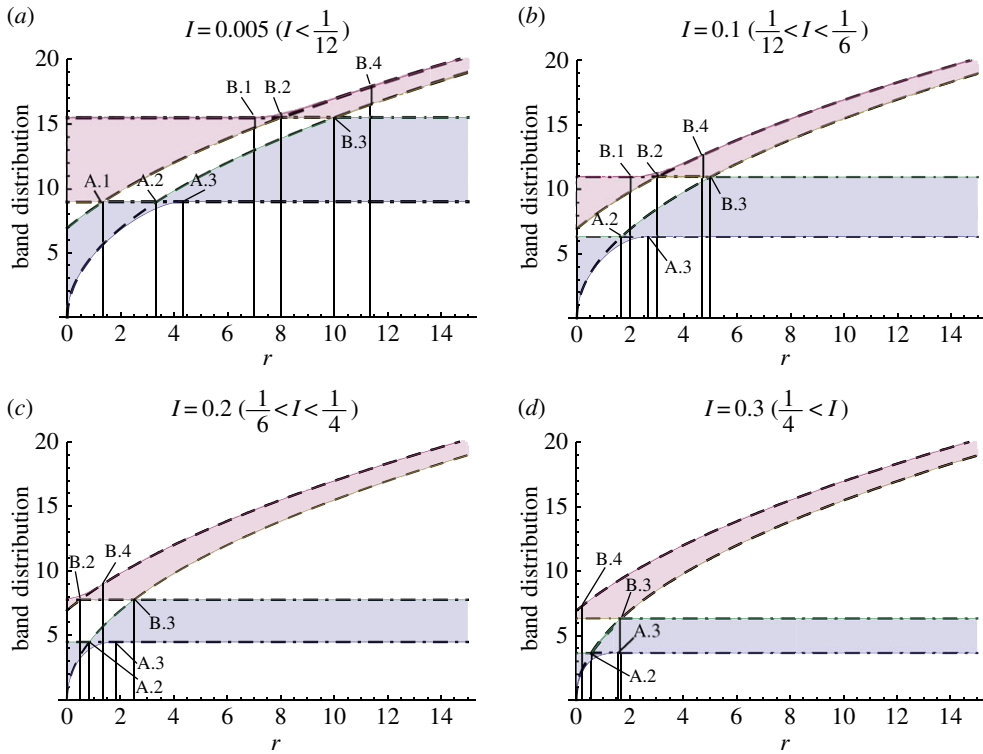 (a)
I = 0.005 (I < 1/12)
band distribution
20
15
10
5
0 2 4 6 8 10 12 14
r
A.1
A.2
A.3
B.1
B.2
B.3
B.4
(b)
I = 0.1 (1/12 < I < 1/6)
band distribution
20
15
10
5
0 2 4 6 8 10 12 14
r
B.1
B.2
B.4
B.3
A.2
A.3
(c)
I = 0.2 (1/6 < I < 1/4)
band distribution
20
15
10
5
0 2 4 6 8 10 12 14
r
B.2
B.4
B.3
A.3
A.2
(d)
I = 0.3 (1/4 < I)
band distribution
20
15
10
5
0 2 4 6 8 10 12 14
r
B.4
B.3
A.3
A.2